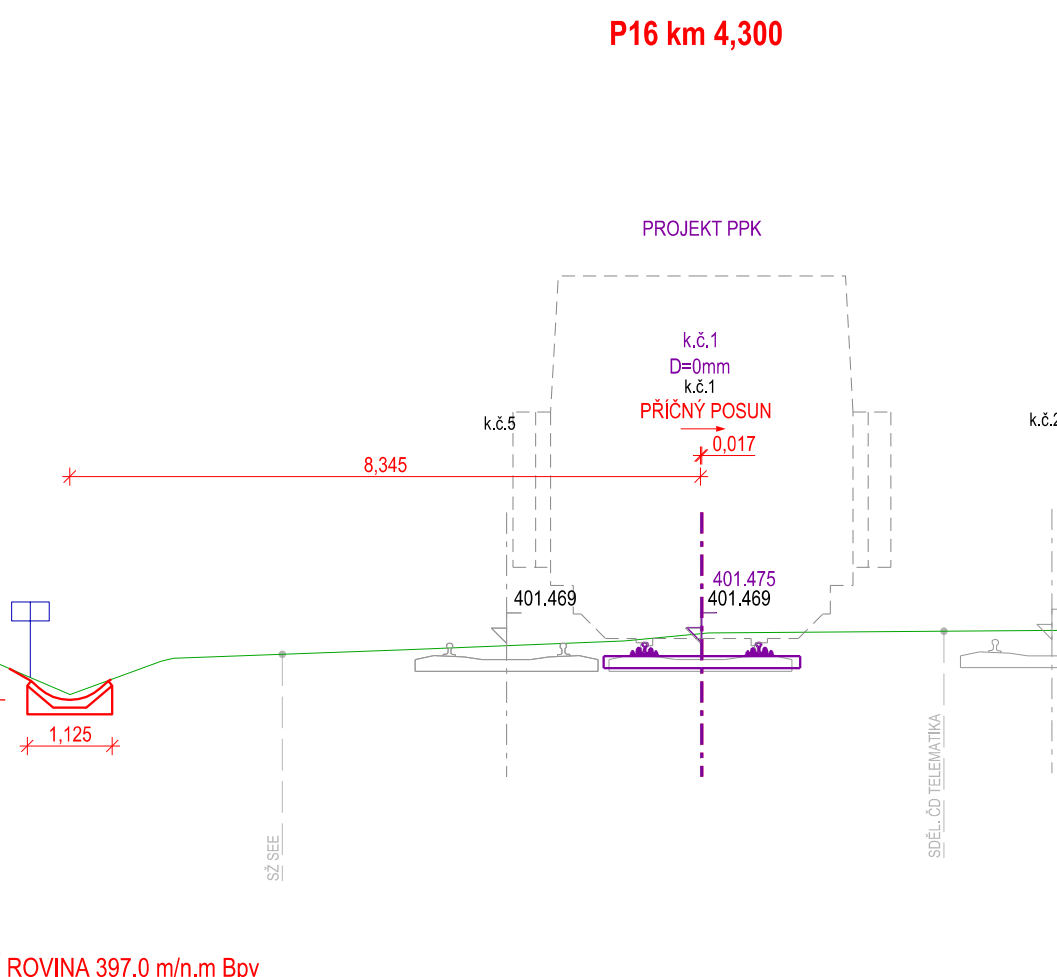 P16 km 4,300
PROJEKT PPK
k.č.1
D=0mm
k.č.1
PŘÍČNÝ POSUN
k.č.5
k.č.2
0,017
8,345
401.475
401.469
401.469
1,125
SDĚL. ČD TELEMATIKA
SŽ SEE
ROVINA 397.0 m/n.m Bpv